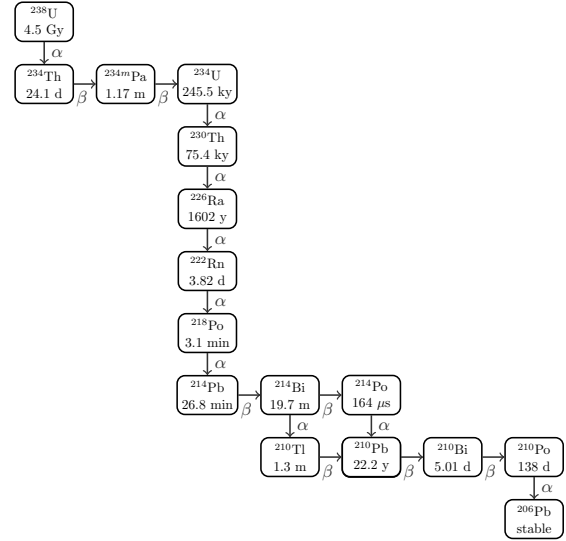 ²³⁸U
4.5 Gy
α
²³⁴Th
24.1 d
β
²³⁴ᵐPa
1.17 m
β
²³⁴U
245.5 ky
α
²³⁰Th
75.4 ky
α
²²⁶Ra
1602 y
α
²²²Rn
3.82 d
α
²¹⁸Po
3.1 min
α
²¹⁴Pb
26.8 min
β
²¹⁴Bi
19.7 m
β
²¹⁴Po
164 μs
α
α
²¹⁰Tl
1.3 m
β
²¹⁰Pb
22.2 y
β
²¹⁰Bi
5.01 d
β
²¹⁰Po
138 d
α
²⁰⁶Pb
stable